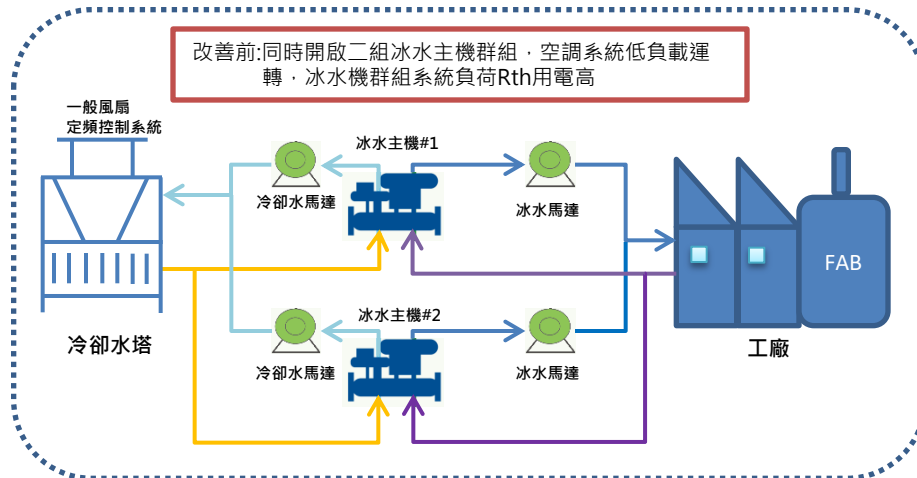 改善前:同時開啟二組冰水主機群組，空調系統低負載運
轉，冰水機群組系統負荷Rth用電高
一般風扇
定頻控制系統
冰水主機#1
冷卻水馬達
冰水馬達
FAB
冰水主機#2
冷卻水塔
冷卻水馬達
冰水馬達
工廠